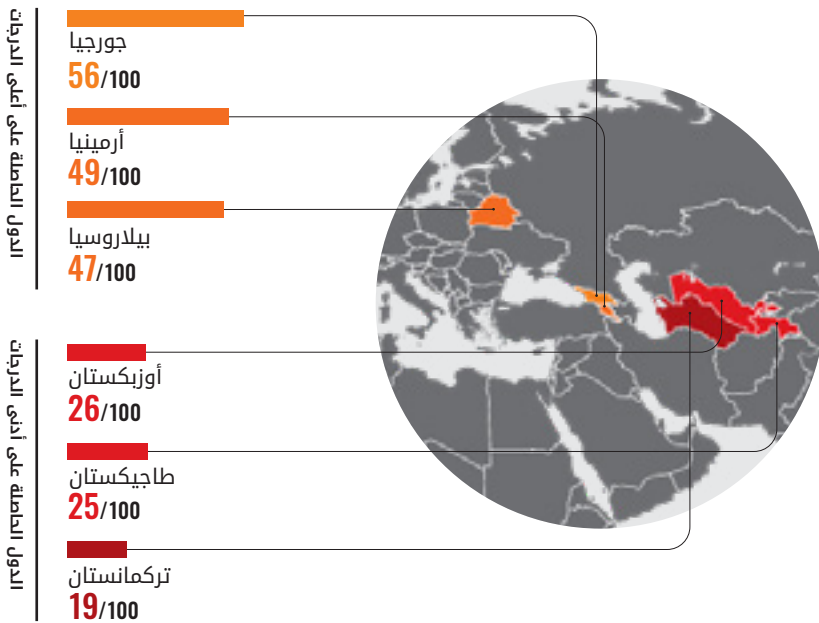 الدول الحاصلة على أعلى الدرجات
جورجيا
56/100
أرمينيا
49/100
بيلاروسيا
47/100
الدول الحاصلة على أدنى الدرجات
أوزبكستان
26/100
طاجيكستان
25/100
تركمانستان
19/100